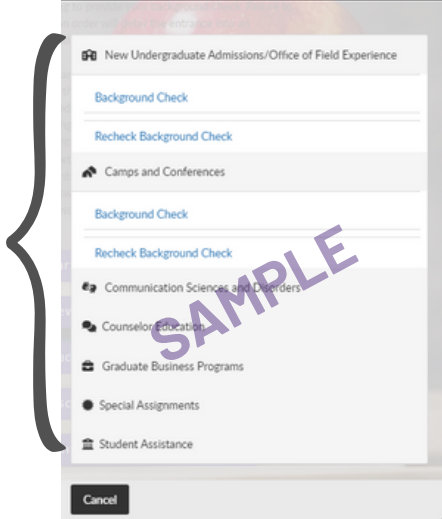 New Undergraduate Admissions/Office of Field Experience
Background Check
Recheck Background Check
Camps and Conferences
Background Check
Recheck Background Check
Communication Sciences and Disorders
Counselor Education
Graduate Business Programs
Special Assignments
Student Assistance
SAMPLE
Cancel